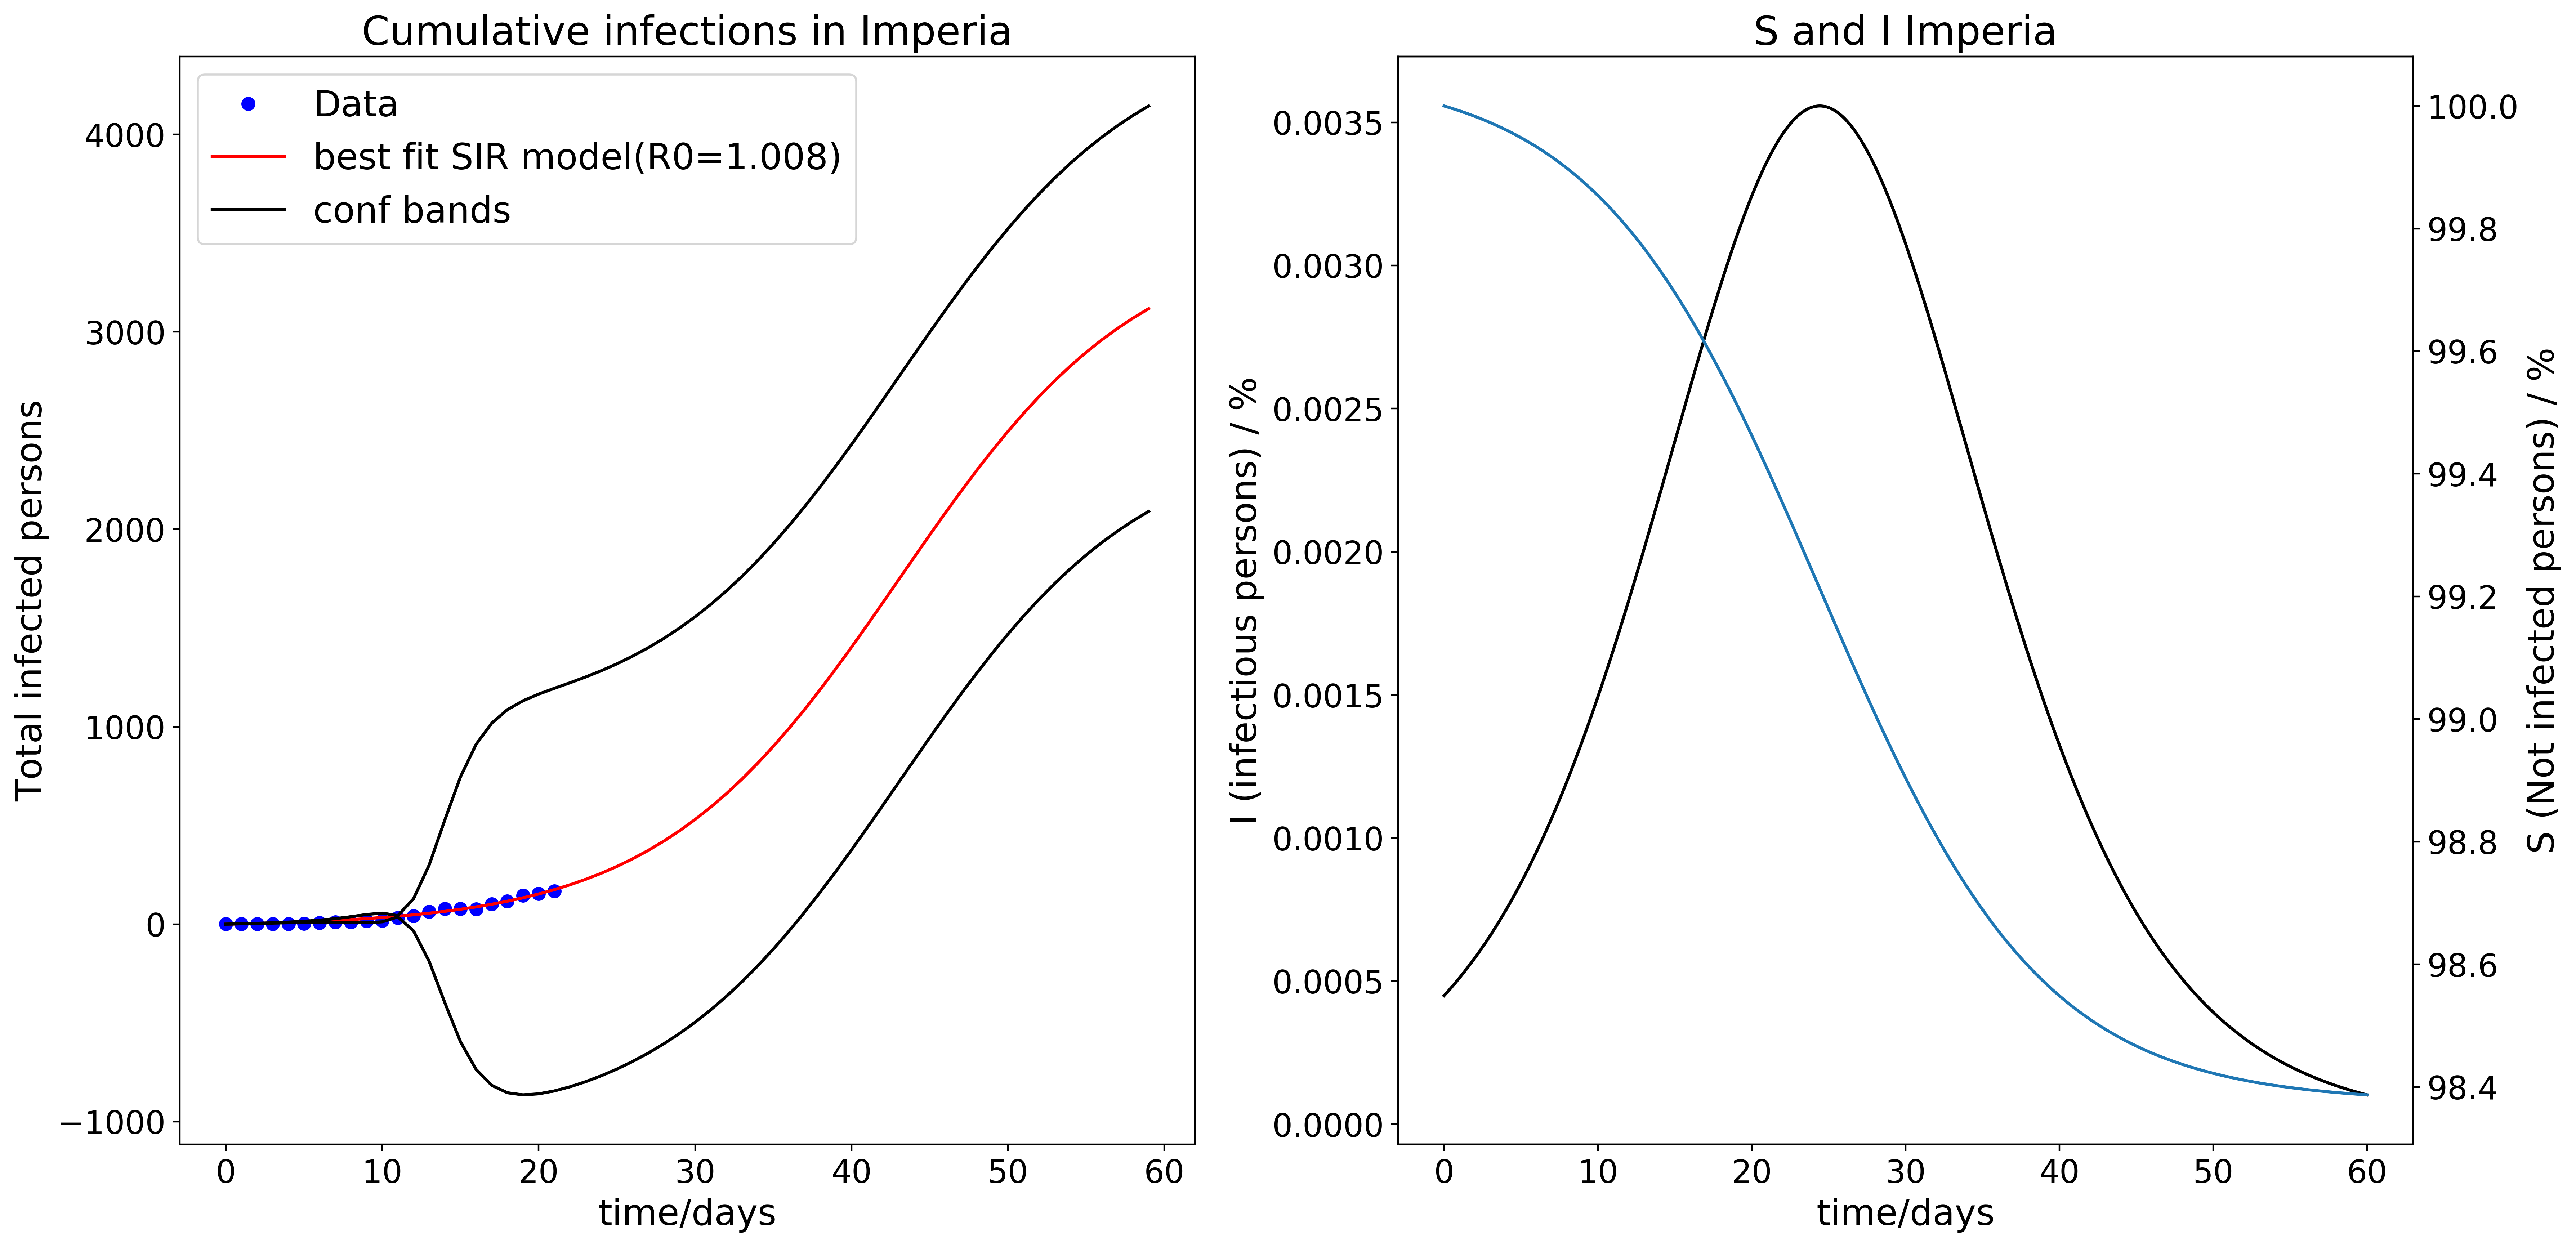 Cumulative infections in Imperia
Data
best fit SIR model(R0=1.008)
conf bands
Total infected persons
4000
3000
2000
1000
0
−1000
0 10 20 30 40 50 60
time/days
S and I Imperia
I (infectious persons) / %
0.0035
0.0030
0.0025
0.0020
0.0015
0.0010
0.0005
0.0000
0 10 20 30 40 50 60
time/days
100.0
99.8
99.6
99.4
99.2
99.0
98.8
98.6
98.4
S (Not infected persons) / %